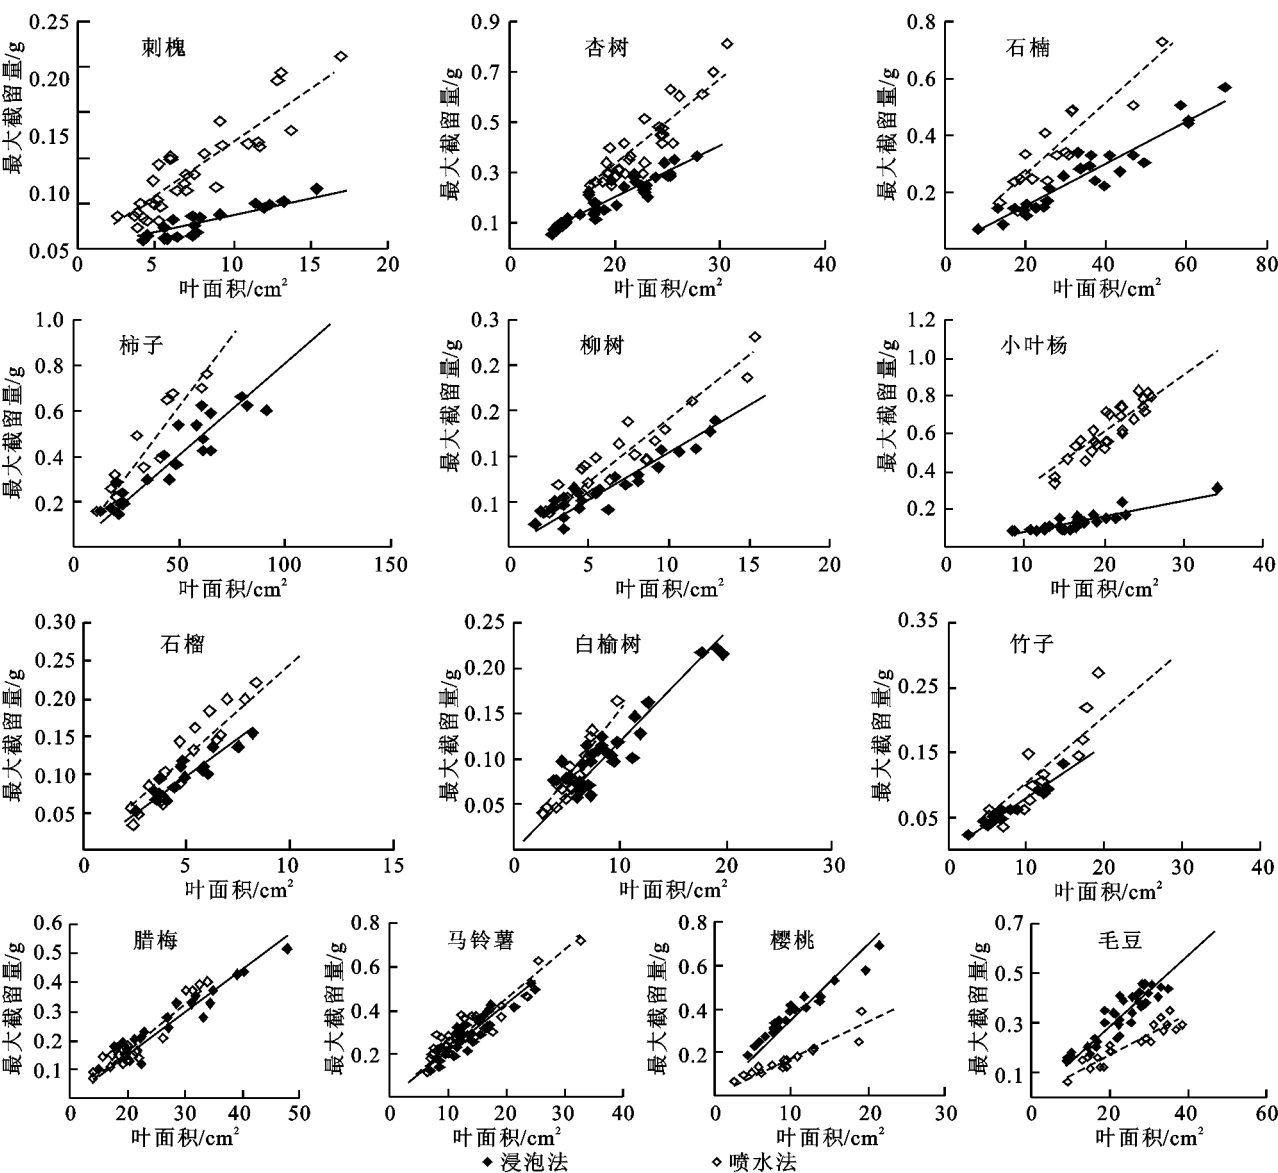 刺槐
最大截留量/g
0.25
0.20
0.15
0.10
0.05
0 5 10 15 20
叶面积/cm²
杏树
最大截留量/g
0.9
0.7
0.5
0.3
0.1
0 20 30 40
叶面积/cm²
石楠
最大截留量/g
0.8
0.6
0.4
0.2
0 20 40 60 80
叶面积/cm²
柿子
最大截留量/g
1.0
0.8
0.6
0.4
0.2
0 50 100 150
叶面积/cm²
柳树
最大截留量/g
0.3
0.2
0.2
0.1
0.1
0 5 10 15 20
叶面积/cm²
小叶杨
最大截留量/g
1.2
1.0
0.8
0.6
0.4
0.2
0 10 20 30 40
叶面积/cm²
石榴
最大截留量/g
0.30
0.25
0.20
0.15
0.10
0.05
0 5 10 15
叶面积/cm²
白榆树
最大截留量/g
0.25
0.20
0.15
0.10
0.05
0 10 20 30
叶面积/cm²
竹子
最大截留量/g
0.35
0.25
0.15
0.05
0 10 20 30 40
叶面积/cm²
腊梅
最大截留量/g
0.6
0.5
0.4
0.3
0.2
0.1
0 20 30 40 50
叶面积/cm²
马铃薯
最大截留量/g
0.8
0.6
0.4
0.2
0 10 20 30 40
叶面积/cm²
樱桃
最大截留量/g
0.8
0.6
0.4
0.2
0 10 20 30
叶面积/cm²
毛豆
最大截留量/g
0.7
0.5
0.3
0.1
0 20 40 60
叶面积/cm²
浸泡法 喷水法